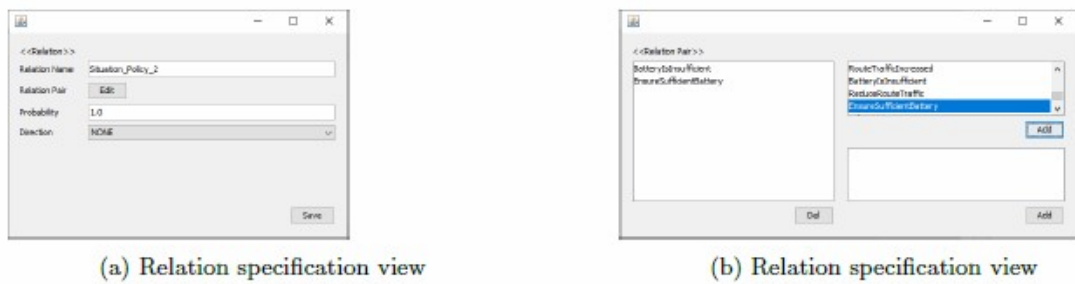 <<Relation>>
Relation Name Situation_Policy_2
Relation Pair Edit
Probability 1.0
Direction NONE
Save
(a) Relation specification view
<<Relation Pair>>
BatteryIsInsufficient
EnsureSufficientBattery
RouteTrafficIncreased
BatteryIsInsufficient
ReduceRouteTraffic
EnsureSufficientBattery
Add
Del
Add
(b) Relation specification view